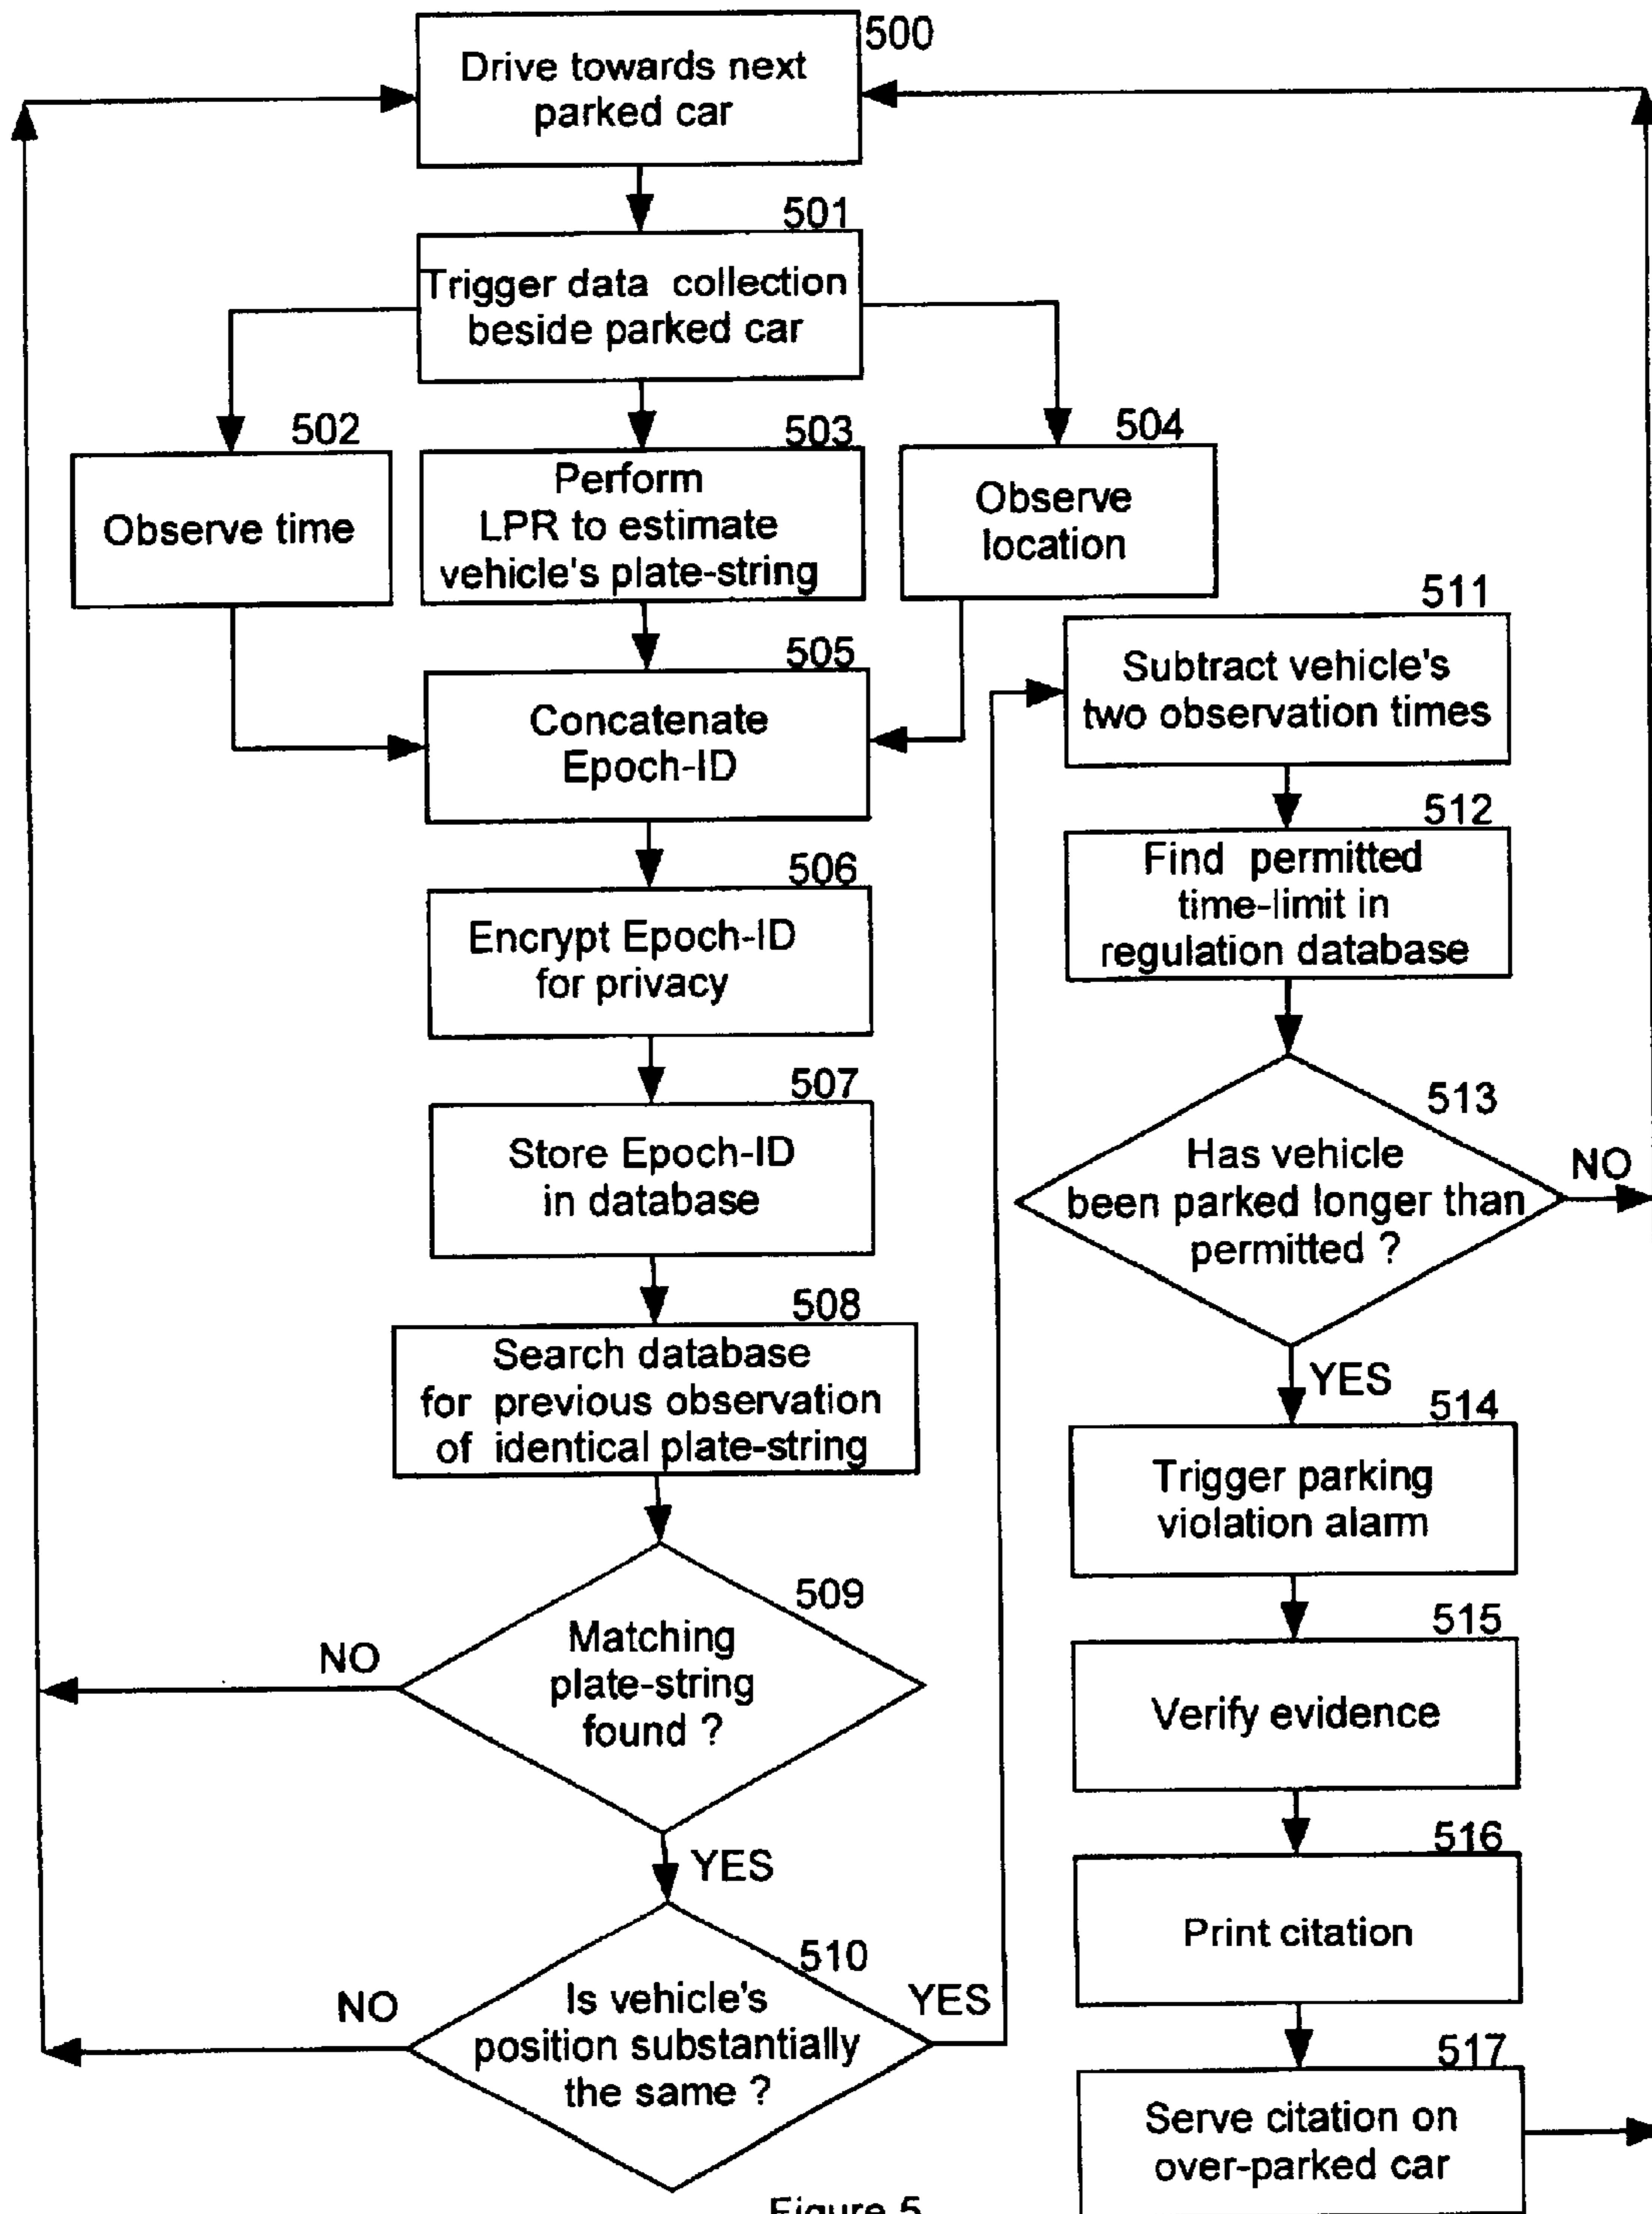 500
Drive towards next
parked car
501
Trigger data collection
beside parked car
502
Observe time
503
Perform
LPR to estimate
vehicle's plate-string
504
Observe
location
505
Concatenate
Epoch-ID
506
Encrypt Epoch-ID
for privacy
507
Store Epoch-ID
in database
508
Search database
for previous observation
of identical plate-string
509
Matching
plate-string
found ?
NO
YES
510
Is vehicle's
position substantially
the same ?
NO
YES
511
Subtract vehicle's
two observation times
512
Find permitted
time-limit in
regulation database
513
Has vehicle
been parked longer than
permitted ?
NO
YES
514
Trigger parking
violation alarm
515
Verify evidence
516
Print citation
517
Serve citation on
over-parked car
Figure 5